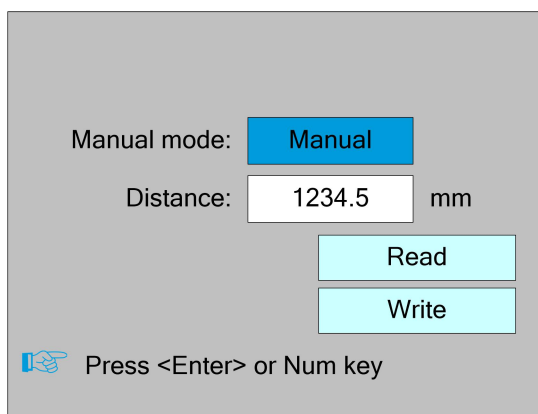 Manual mode: Manual
Distance: 1234.5 mm
Read
Write
Press <Enter> or Num key